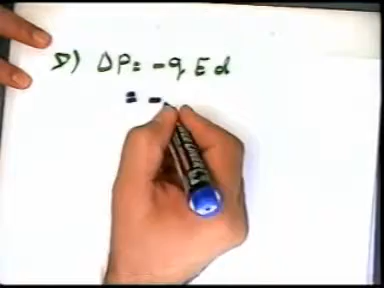 D) ΔP = -q E d
= -